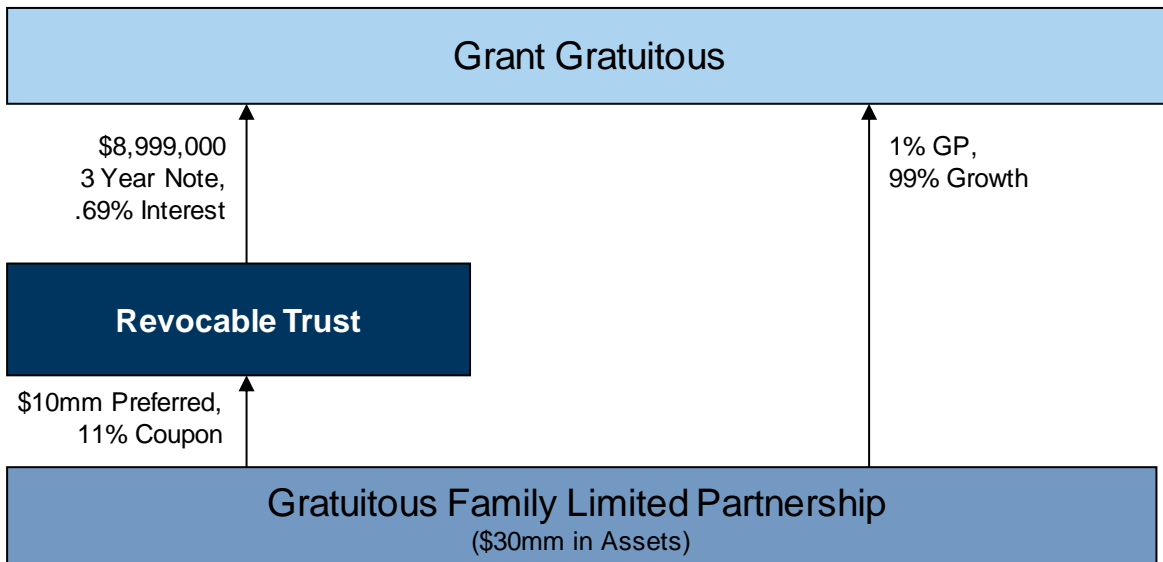 Grant Gratuitous
$8,999,000
3 Year Note,
.69% Interest
1% GP,
99% Growth
Revocable Trust
$10mm Preferred,
11% Coupon
Gratuitous Family Limited Partnership
($30mm in Assets)